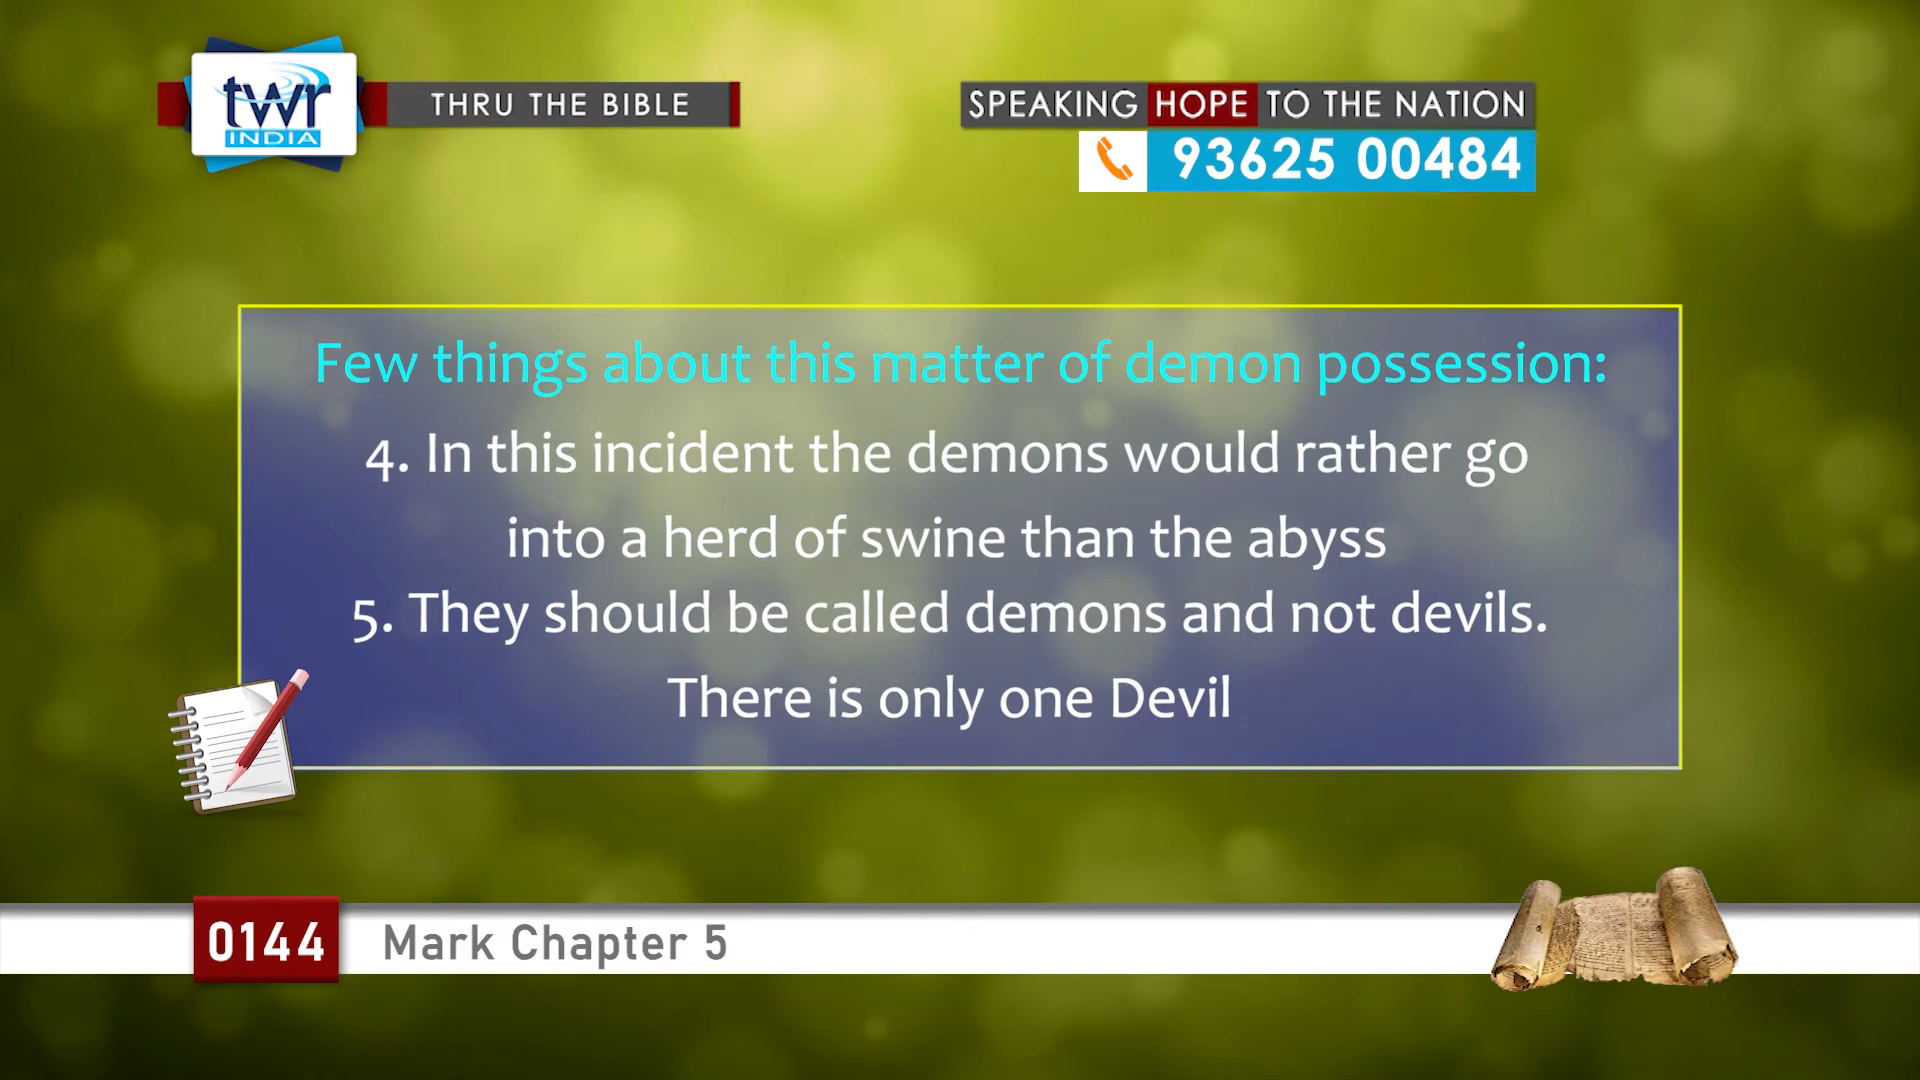 twr
INDIA
THRU THE BIBLE
SPEAKING HOPE TO THE NATION
93625 00484
Few things about this matter of demon possession:
4. In this incident the demons would rather go
into a herd of swine than the abyss
5. They should be called demons and not devils.
There is only one Devil
0144
Mark Chapter 5